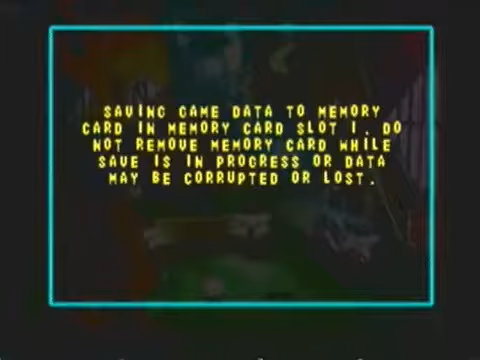 SAVING GAME DATA TO MEMORY
CARD IN MEMORY CARD SLOT 1. DO
NOT REMOVE MEMORY CARD WHILE
SAVE IS IN PROGRESS OR DATA
MAY BE CORRUPTED OR LOST.